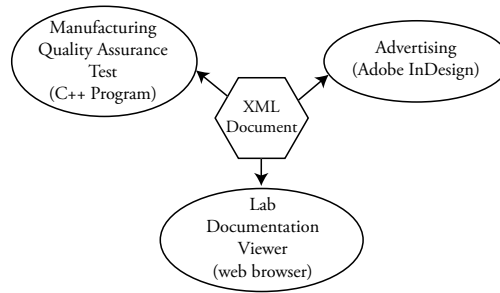 Manufacturing
Quality Assurance
Test
(C++ Program)
Advertising
(Adobe InDesign)
XML
Document
Lab
Documentation
Viewer
(web browser)